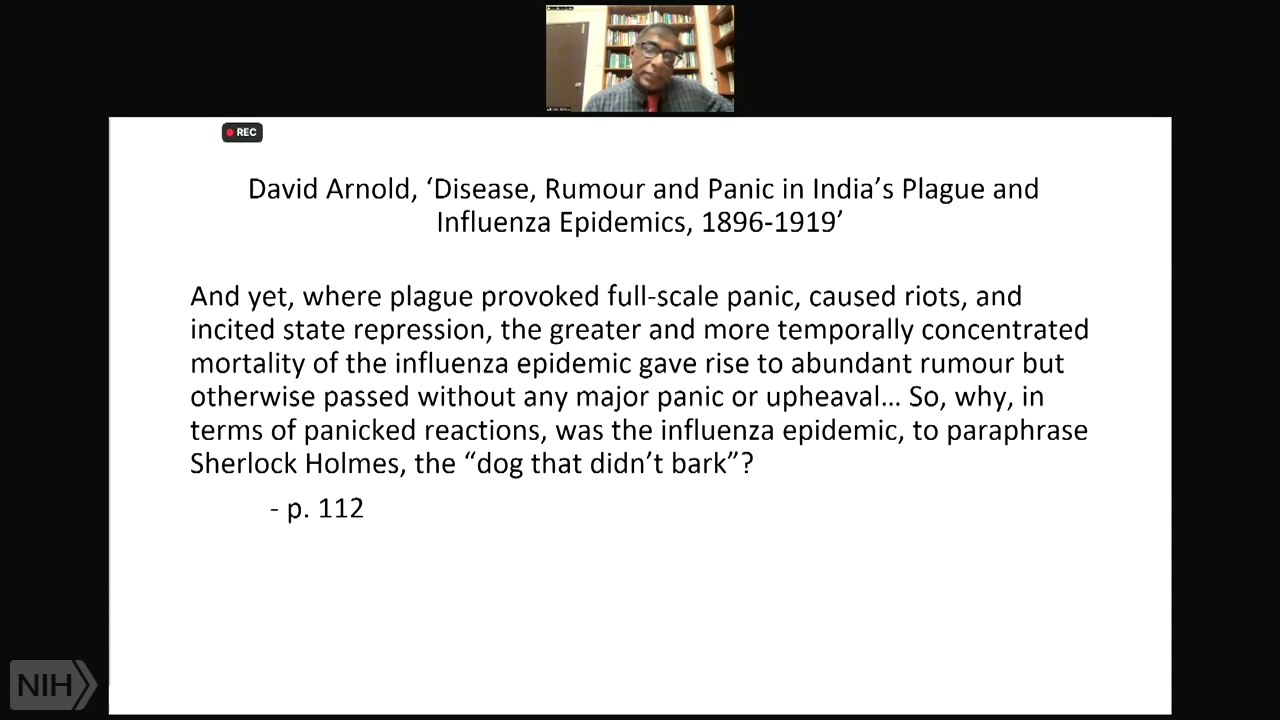 REC
David Arnold, ‘Disease, Rumour and Panic in India’s Plague and
Influenza Epidemics, 1896-1919’
And yet, where plague provoked full-scale panic, caused riots, and
incited state repression, the greater and more temporally concentrated
mortality of the influenza epidemic gave rise to abundant rumour but
otherwise passed without any major panic or upheaval... So, why, in
terms of panicked reactions, was the influenza epidemic, to paraphrase
Sherlock Holmes, the “dog that didn’t bark”?
- p. 112
NIH